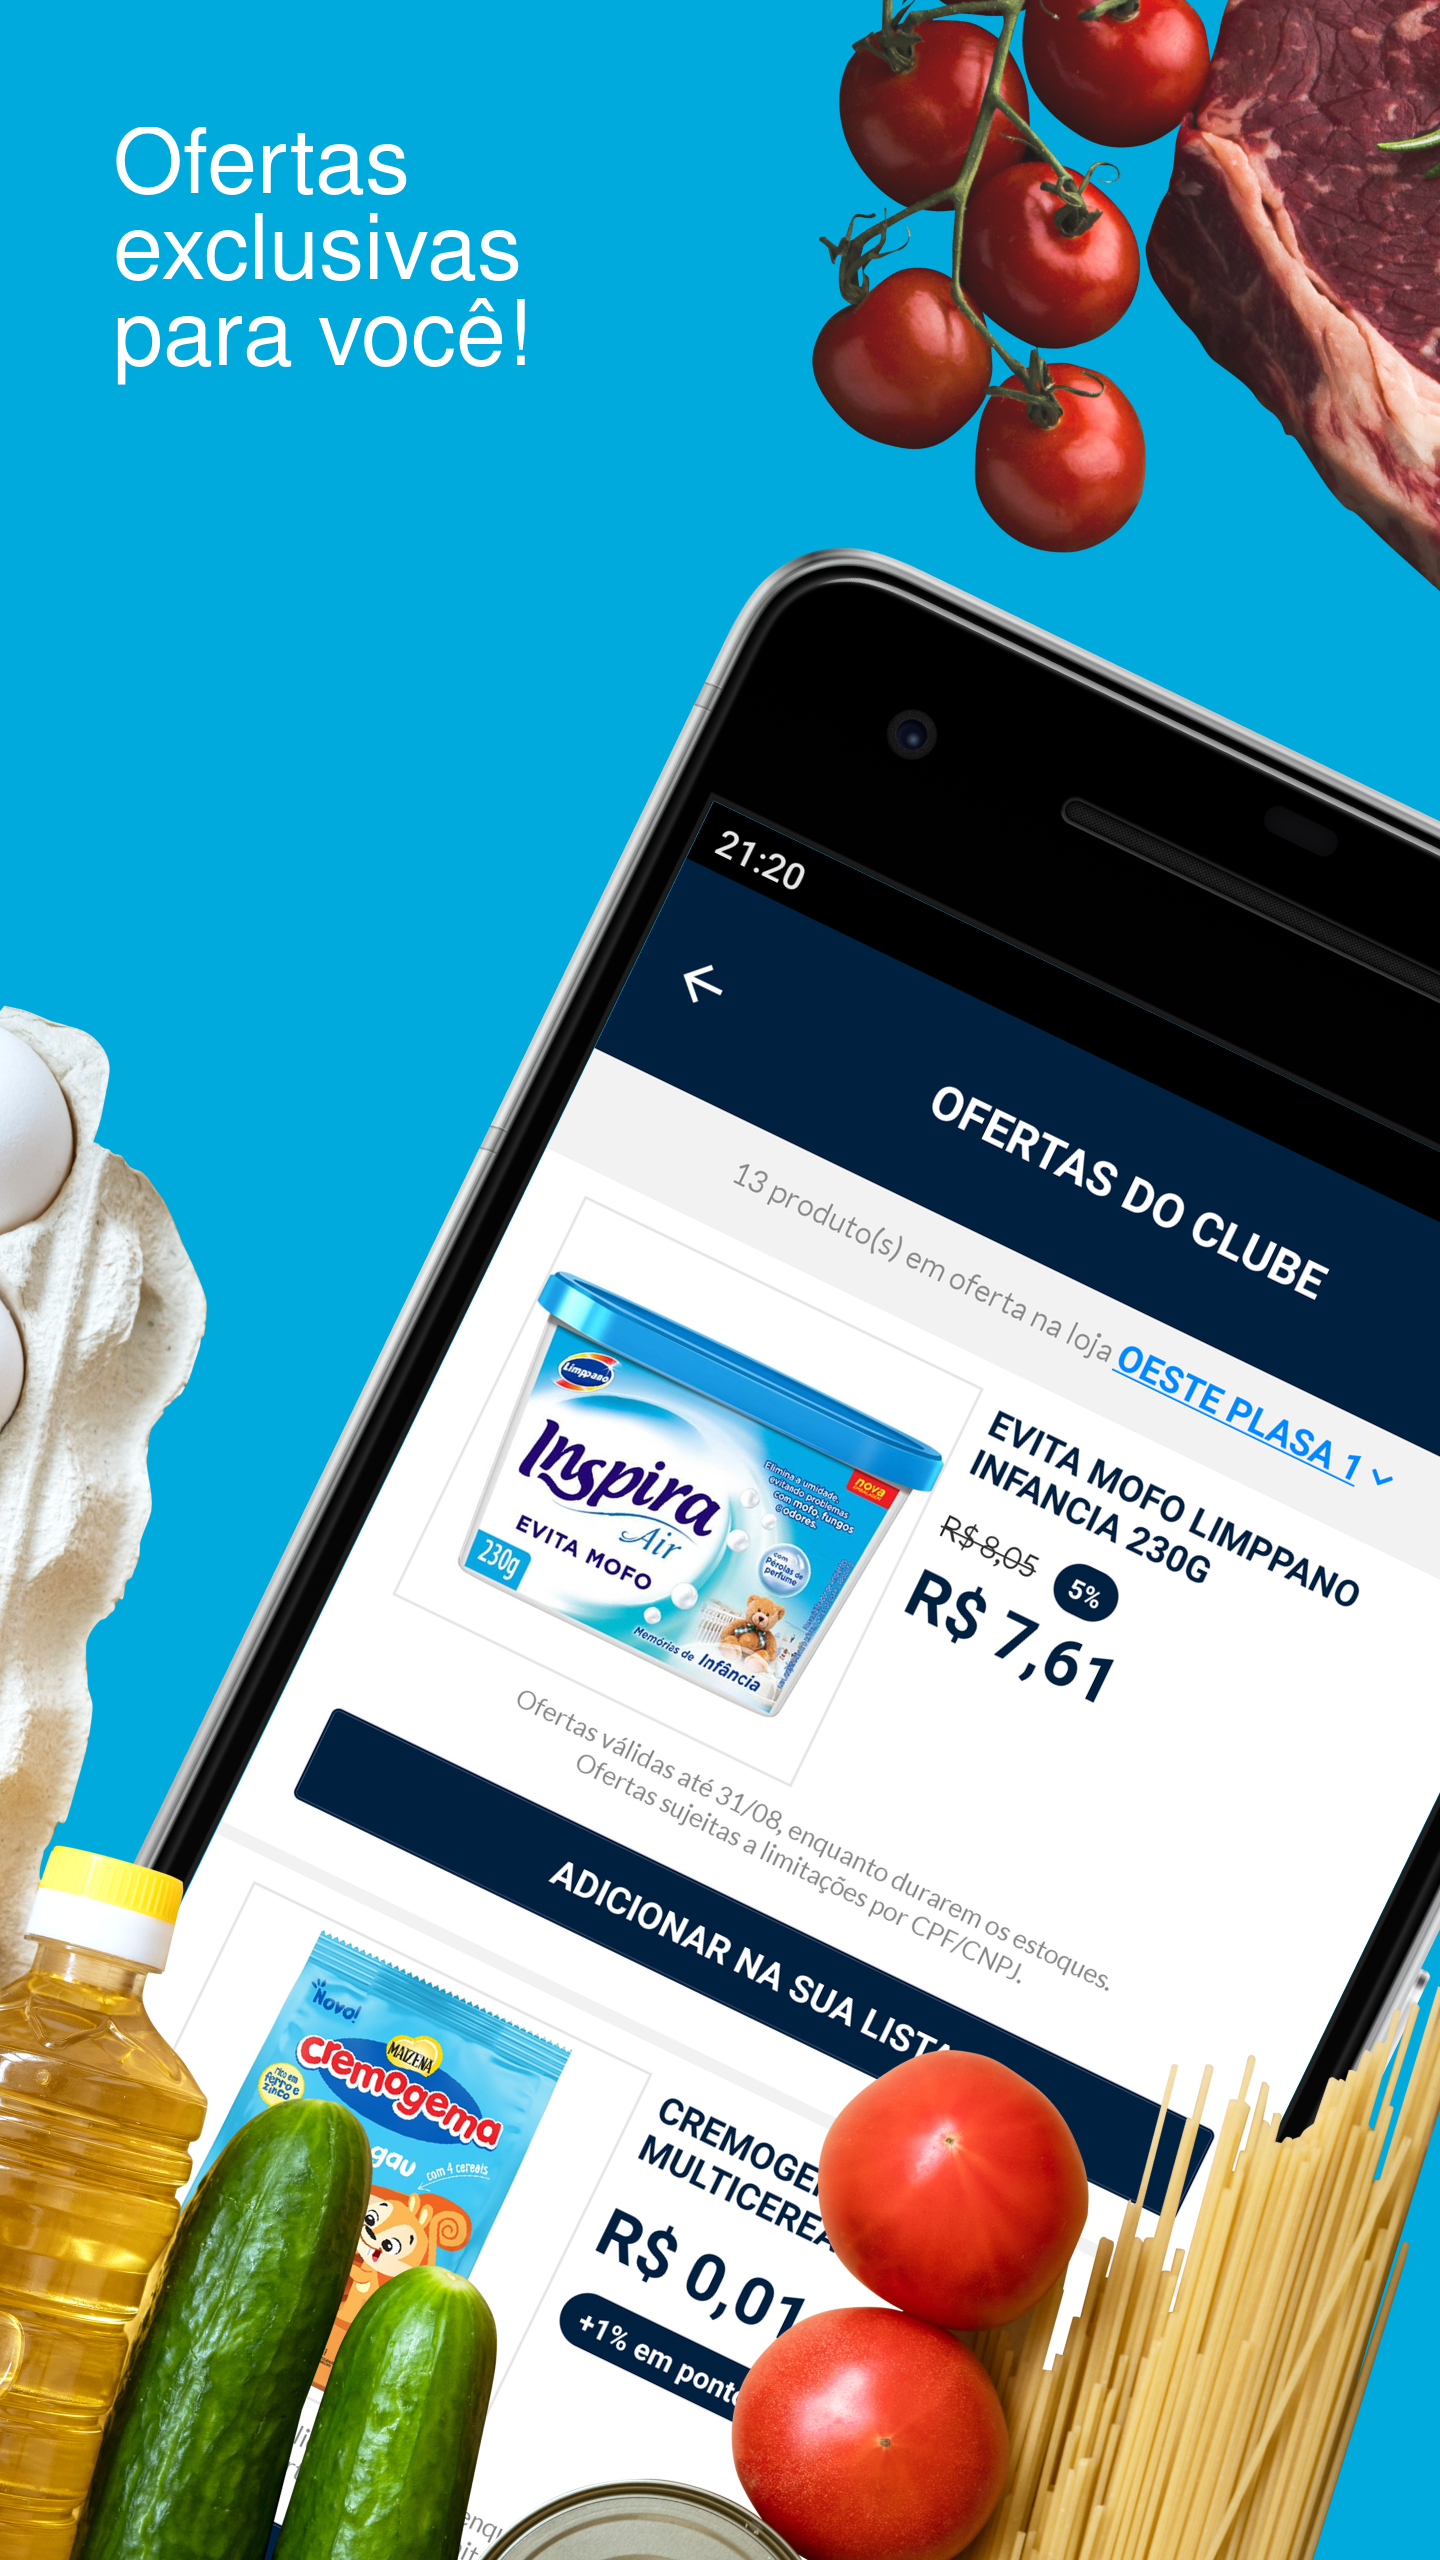 Ofertas
exclusivas
para você!
21:20
OFERTAS DO CLUBE
13 produto(s) em oferta na loja OESTE PLASA 1
Limppano
Inspira
Air
EVITA MOFO
230g
Elimina a umidade,
evitando problemas
com mofo, fungos
e odores.
nova
com
Pérolas de
perfume
Memórias de Infância
EVITA MOFO LIMPPANO
INFANCIA 230G
R$ 8,05
5%
R$ 7,61
Ofertas válidas até 31/08, enquanto durarem os estoques.
Ofertas sujeitas a limitações por CPF/CNPJ.
ADICIONAR NA SUA LISTA
Novo!
MAIZENA
cremogema
Rico em
ferro e
zinco
gau
com 4 cereais
CREMOGE
MULTICEREA
R$ 0,01
+1% em ponto